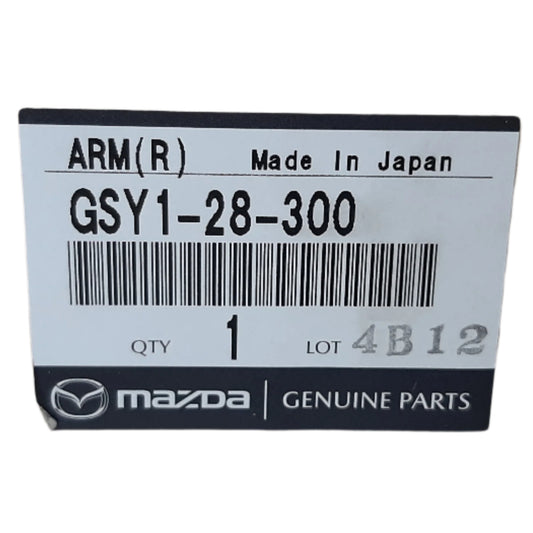 ARM(R) Made In Japan
GSY1-28-300
QTY 1 LOT 4B12
mazda GENUINE PARTS